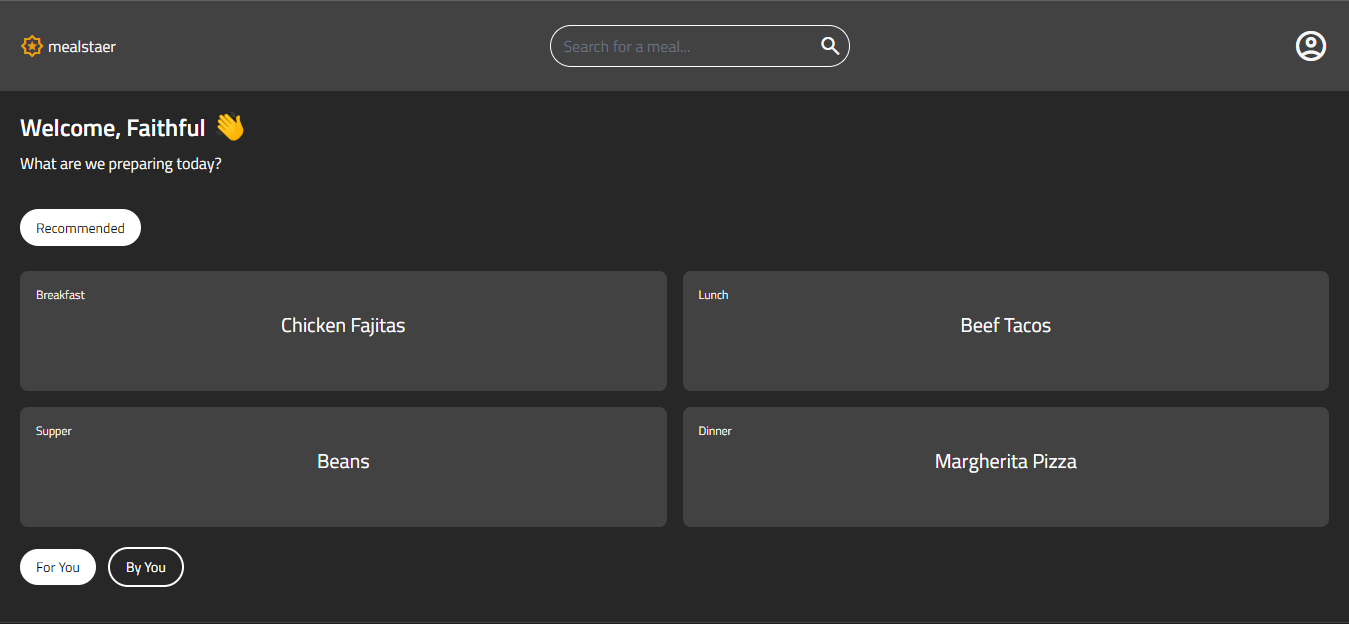 mealstaer
Search for a meal...
Welcome, Faithful 👋
What are we preparing today?
Recommended
Breakfast
Chicken Fajitas
Lunch
Beef Tacos
Supper
Beans
Dinner
Margherita Pizza
For You
By You